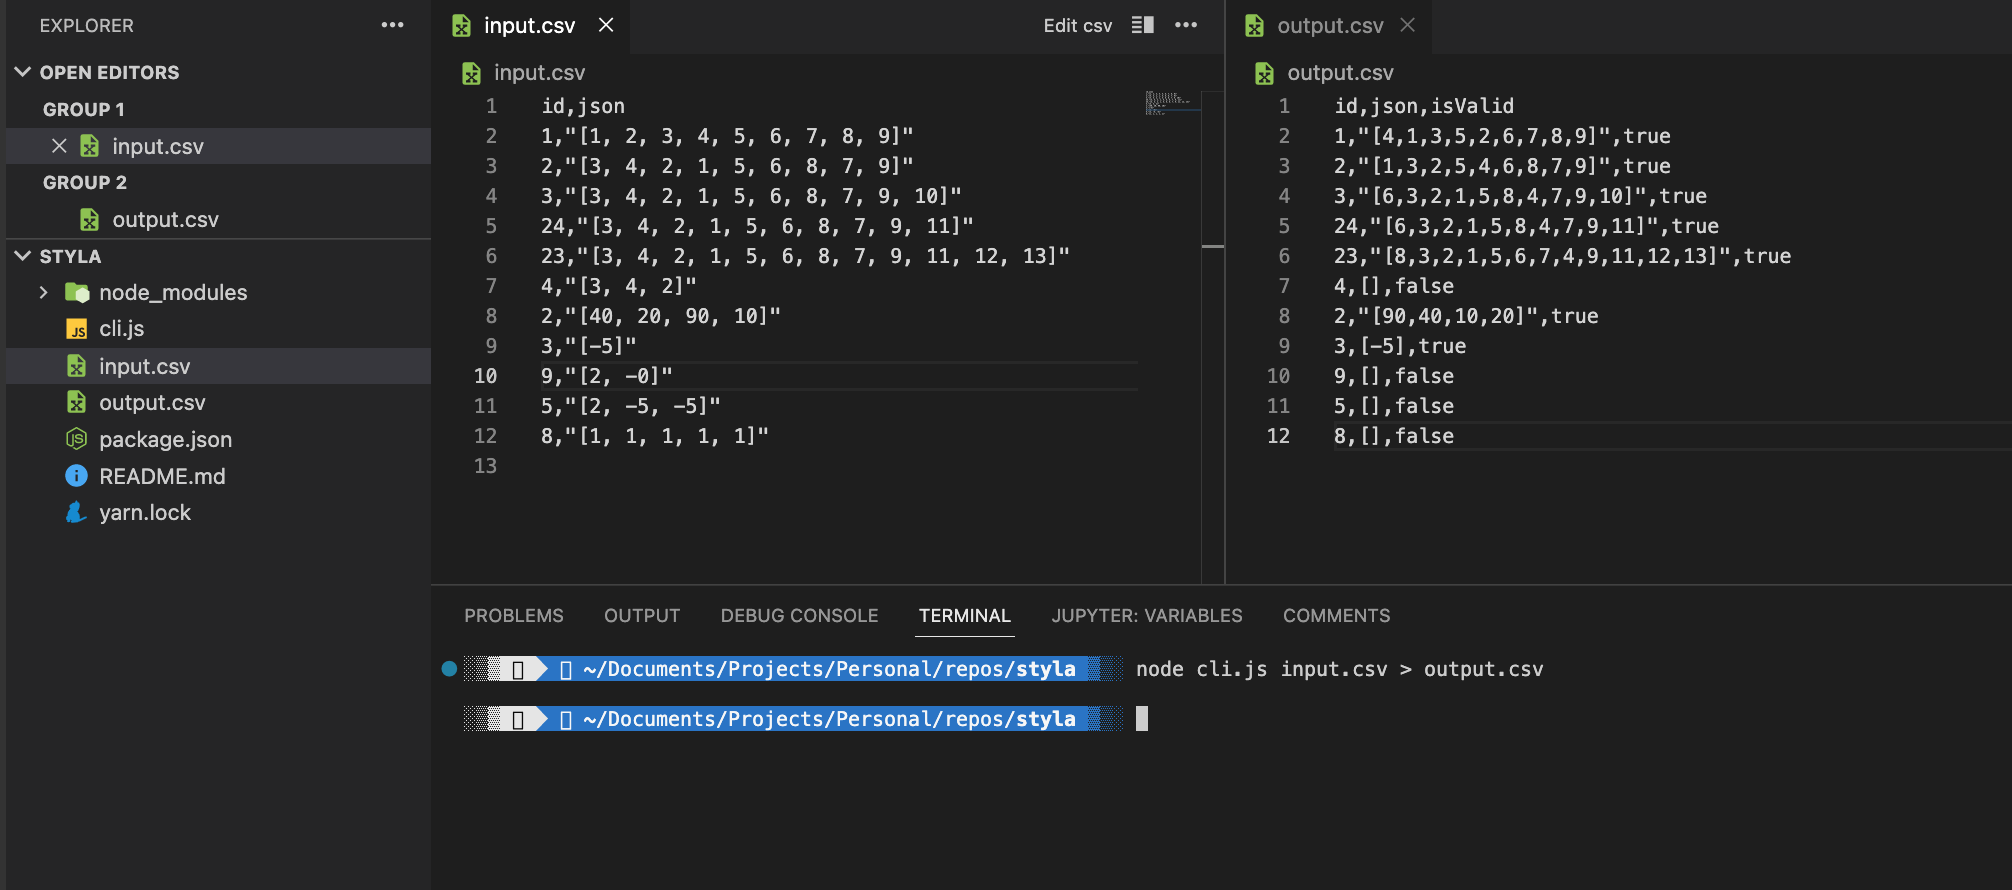 EXPLORER
OPEN EDITORS
GROUP 1
input.csv
GROUP 2
output.csv
STYLA
node_modules
cli.js
input.csv
output.csv
package.json
README.md
yarn.lock
input.csv
Edit csv
input.csv
1 id,json
2 1,"[1, 2, 3, 4, 5, 6, 7, 8, 9]"
3 2,"[3, 4, 2, 1, 5, 6, 8, 7, 9]"
4 3,"[3, 4, 2, 1, 5, 6, 8, 7, 9, 10]"
5 24,"[3, 4, 2, 1, 5, 6, 8, 7, 9, 11]"
6 23,"[3, 4, 2, 1, 5, 6, 8, 7, 9, 11, 12, 13]"
7 4,"[3, 4, 2]"
8 2,"[40, 20, 90, 10]"
9 3,"[-5]"
10 9,"[2, -0]"
11 5,"[2, -5, -5]"
12 8,"[1, 1, 1, 1, 1]"
13
output.csv
output.csv
1 id,json,isValid
2 1,"[4,1,3,5,2,6,7,8,9]",true
3 2,"[1,3,2,5,4,6,8,7,9]",true
4 3,"[6,3,2,1,5,8,4,7,9,10]",true
5 24,"[6,3,2,1,5,8,4,7,9,11]",true
6 23,"[8,3,2,1,5,6,7,4,9,11,12,13]",true
7 4,[],false
8 2,"[90,40,10,20]",true
9 3,[-5],true
10 9,[],false
11 5,[],false
12 8,[],false
PROBLEMS OUTPUT DEBUG CONSOLE TERMINAL JUPYTER: VARIABLES COMMENTS
~/Documents/Projects/Personal/repos/styla node cli.js input.csv > output.csv
~/Documents/Projects/Personal/repos/styla